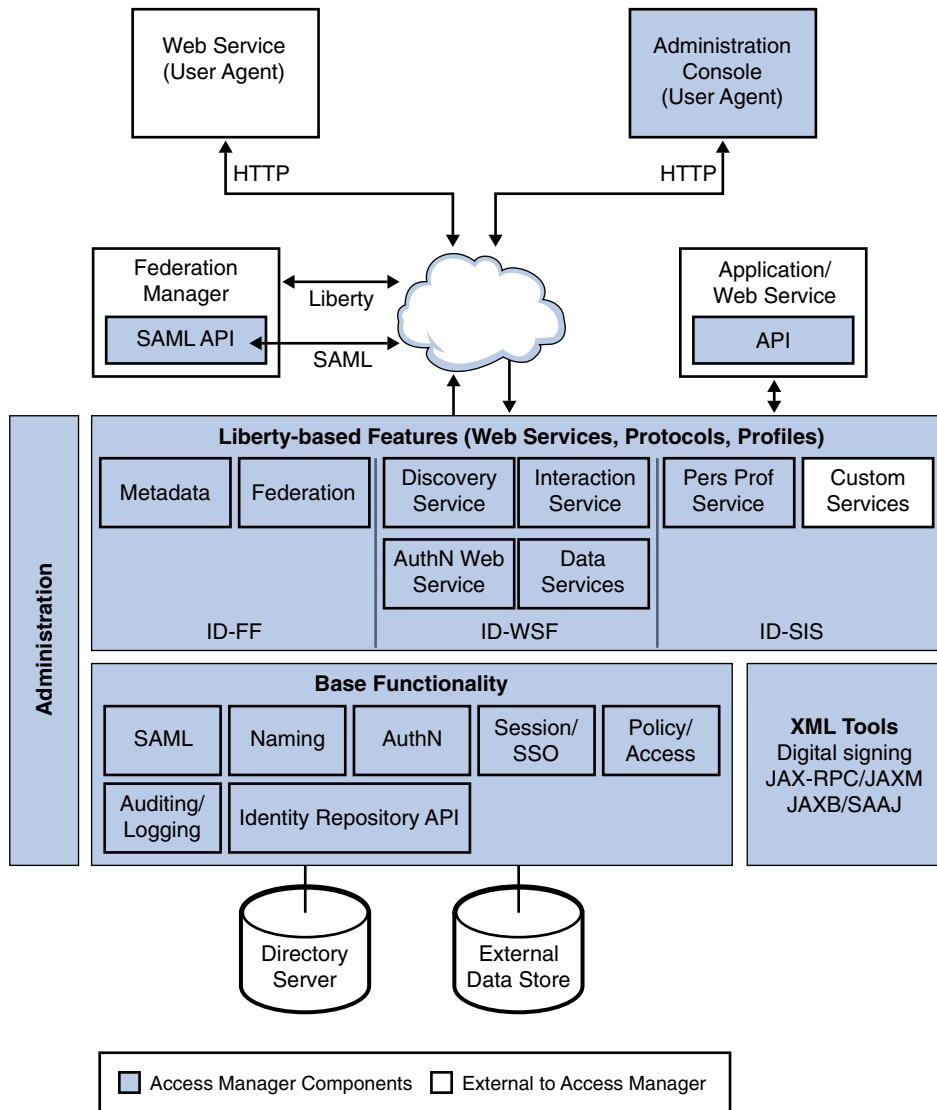 Web Service
(User Agent)
Administration
Console
(User Agent)
HTTP
HTTP
Federation
Manager
SAML API
Liberty
SAML
Application/
Web Service
API
Administration
Liberty-based Features (Web Services, Protocols, Profiles)
Metadata
Federation
Discovery
Service
Interaction
Service
Pers Prof
Service
Custom
Services
AuthN Web
Service
Data
Services
ID-FF
ID-WSF
ID-SIS
Base Functionality
SAML
Naming
AuthN
Session/
SSO
Policy/
Access
Auditing/
Logging
Identity Repository API
XML Tools
Digital signing
JAX-RPC/JAXM
JAXB/SAAJ
Directory
Server
External
Data Store
Access Manager Components
External to Access Manager